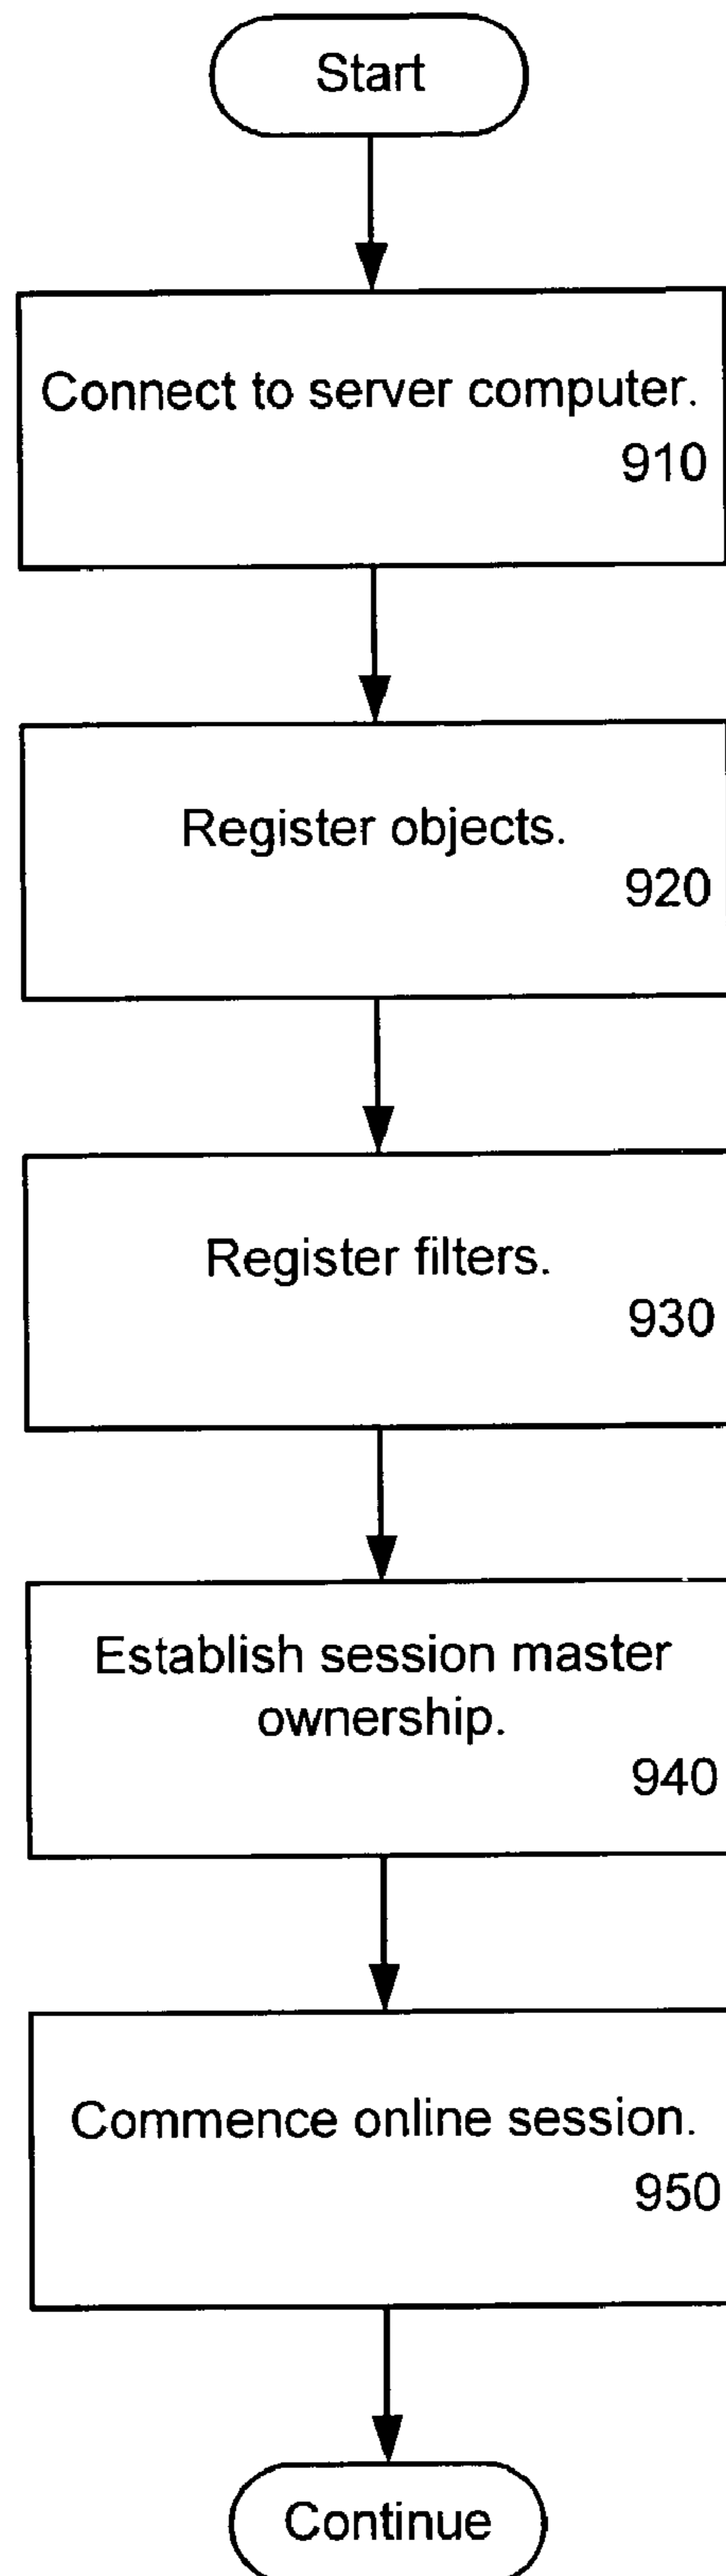 Start
Connect to server computer.
910
Register objects.
920
Register filters.
930
Establish session master
ownership.
940
Commence online session.
950
Continue